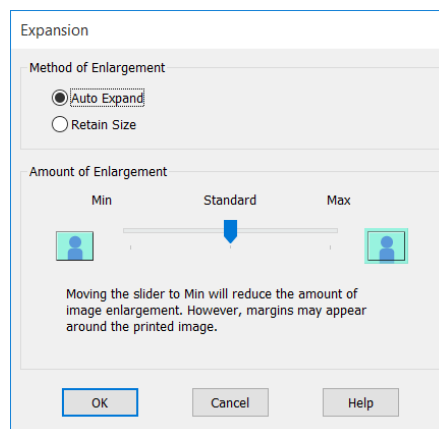 Expansion
Method of Enlargement
Auto Expand
Retain Size
Amount of Enlargement
Min Standard Max
Moving the slider to Min will reduce the amount of
image enlargement. However, margins may appear
around the printed image.
OK Cancel Help